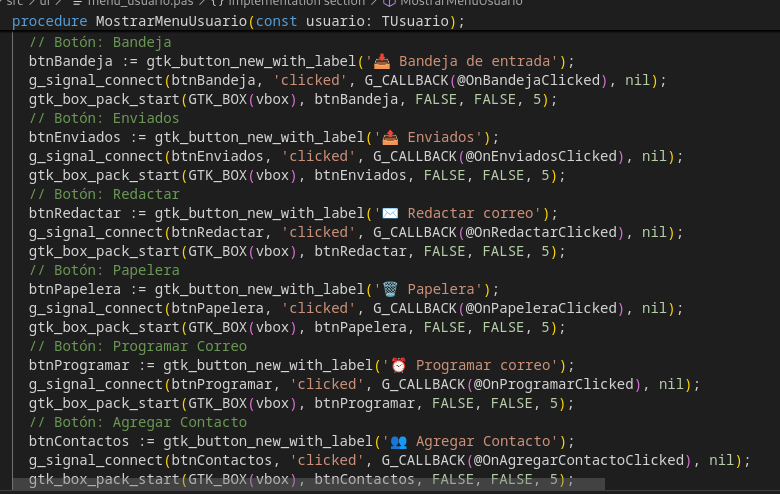 src > ui > menu_usuario.pas > {} implementation section > MostrarMenuUsuario
procedure MostrarMenuUsuario(const usuario: TUsuario);
// Botón: Bandeja
btnBandeja := gtk_button_new_with_label('📥 Bandeja de entrada');
g_signal_connect(btnBandeja, 'clicked', G_CALLBACK(@OnBandejaClicked), nil);
gtk_box_pack_start(GTK_BOX(vbox), btnBandeja, FALSE, FALSE, 5);
// Botón: Enviados
btnEnviados := gtk_button_new_with_label('📤 Enviados');
g_signal_connect(btnEnviados, 'clicked', G_CALLBACK(@OnEnviadosClicked), nil);
gtk_box_pack_start(GTK_BOX(vbox), btnEnviados, FALSE, FALSE, 5);
// Botón: Redactar
btnRedactar := gtk_button_new_with_label('✉️ Redactar correo');
g_signal_connect(btnRedactar, 'clicked', G_CALLBACK(@OnRedactarClicked), nil);
gtk_box_pack_start(GTK_BOX(vbox), btnRedactar, FALSE, FALSE, 5);
// Botón: Papelera
btnPapelera := gtk_button_new_with_label('🗑️ Papelera');
g_signal_connect(btnPapelera, 'clicked', G_CALLBACK(@OnPapeleraClicked), nil);
gtk_box_pack_start(GTK_BOX(vbox), btnPapelera, FALSE, FALSE, 5);
// Botón: Programar Correo
btnProgramar := gtk_button_new_with_label('⏰ Programar correo');
g_signal_connect(btnProgramar, 'clicked', G_CALLBACK(@OnProgramarClicked), nil);
gtk_box_pack_start(GTK_BOX(vbox), btnProgramar, FALSE, FALSE, 5);
// Botón: Agregar Contacto
btnContactos := gtk_button_new_with_label('👥 Agregar Contacto');
g_signal_connect(btnContactos, 'clicked', G_CALLBACK(@OnAgregarContactoClicked), nil);
gtk_box_pack_start(GTK_BOX(vbox), btnContactos, FALSE, FALSE, 5);